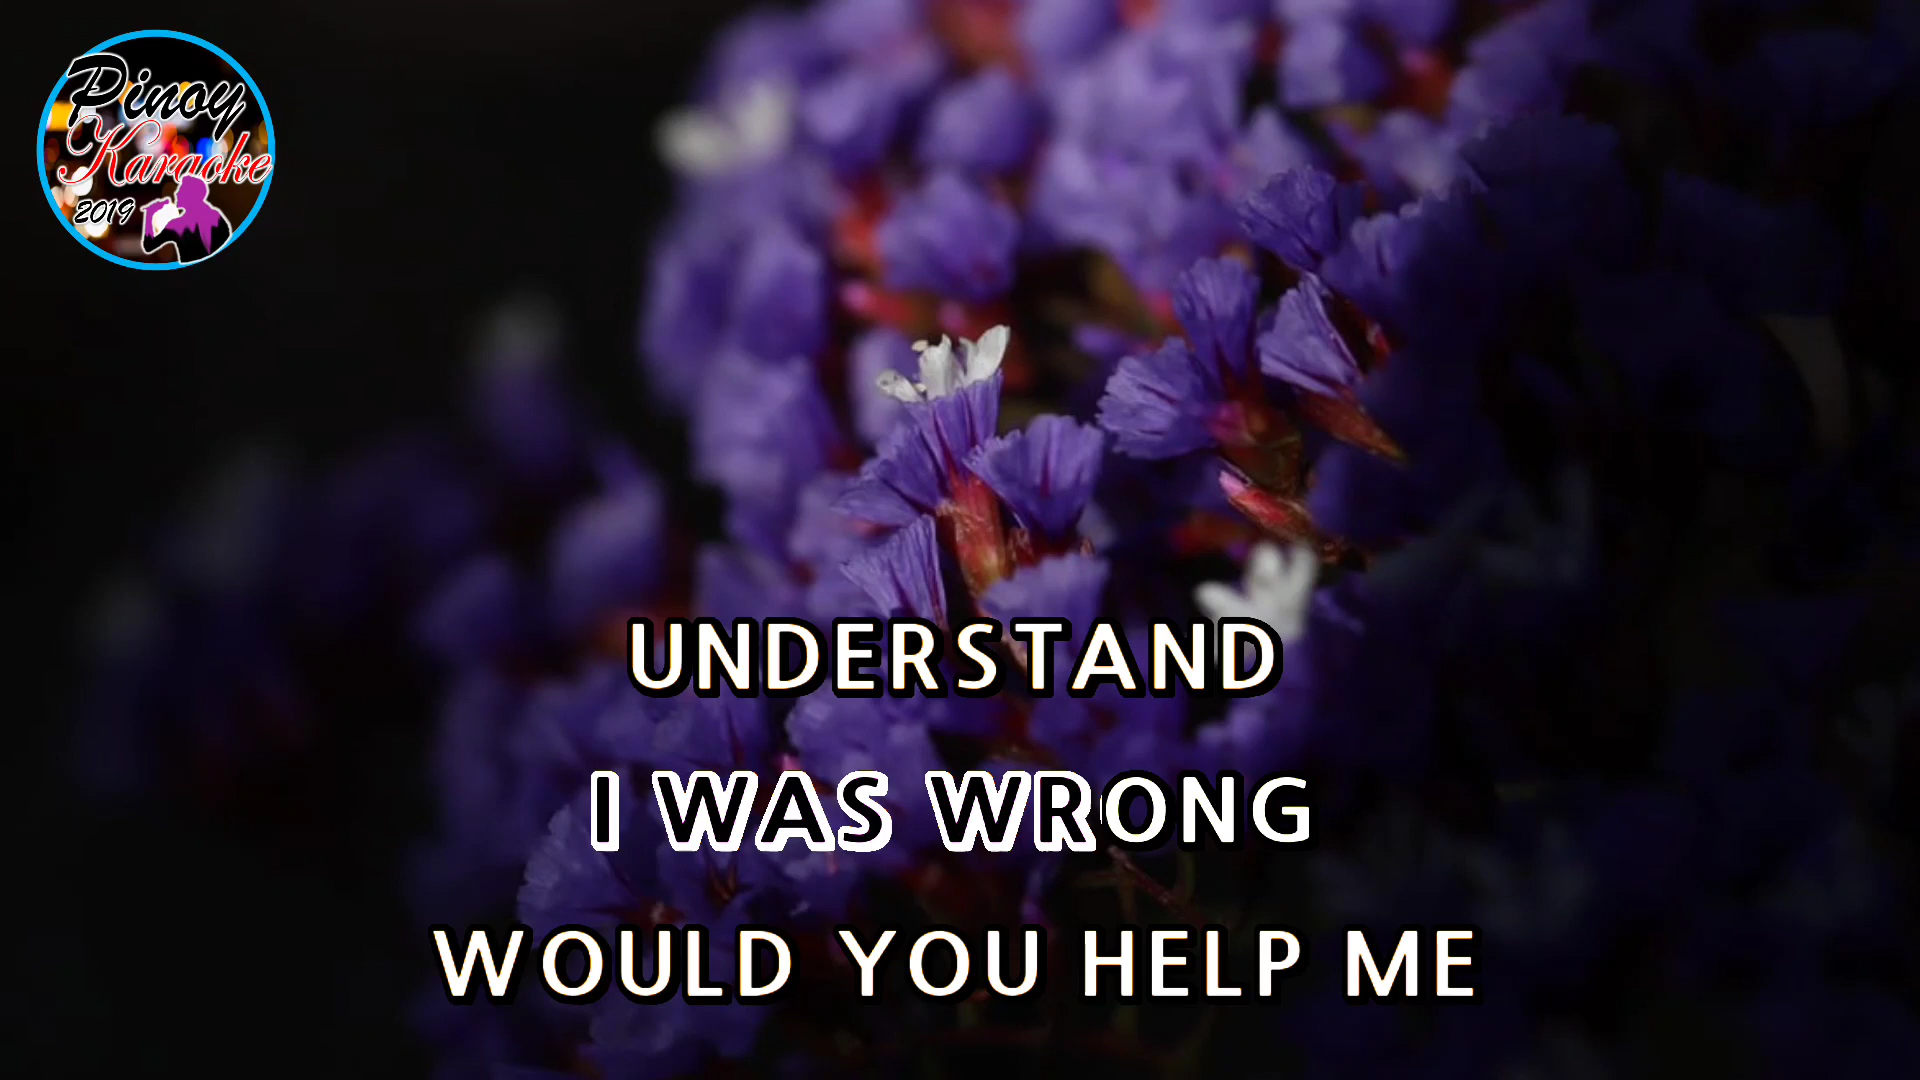 Pinoy
Karaoke
2019
UNDERSTAND
I WAS WRONG
WOULD YOU HELP ME